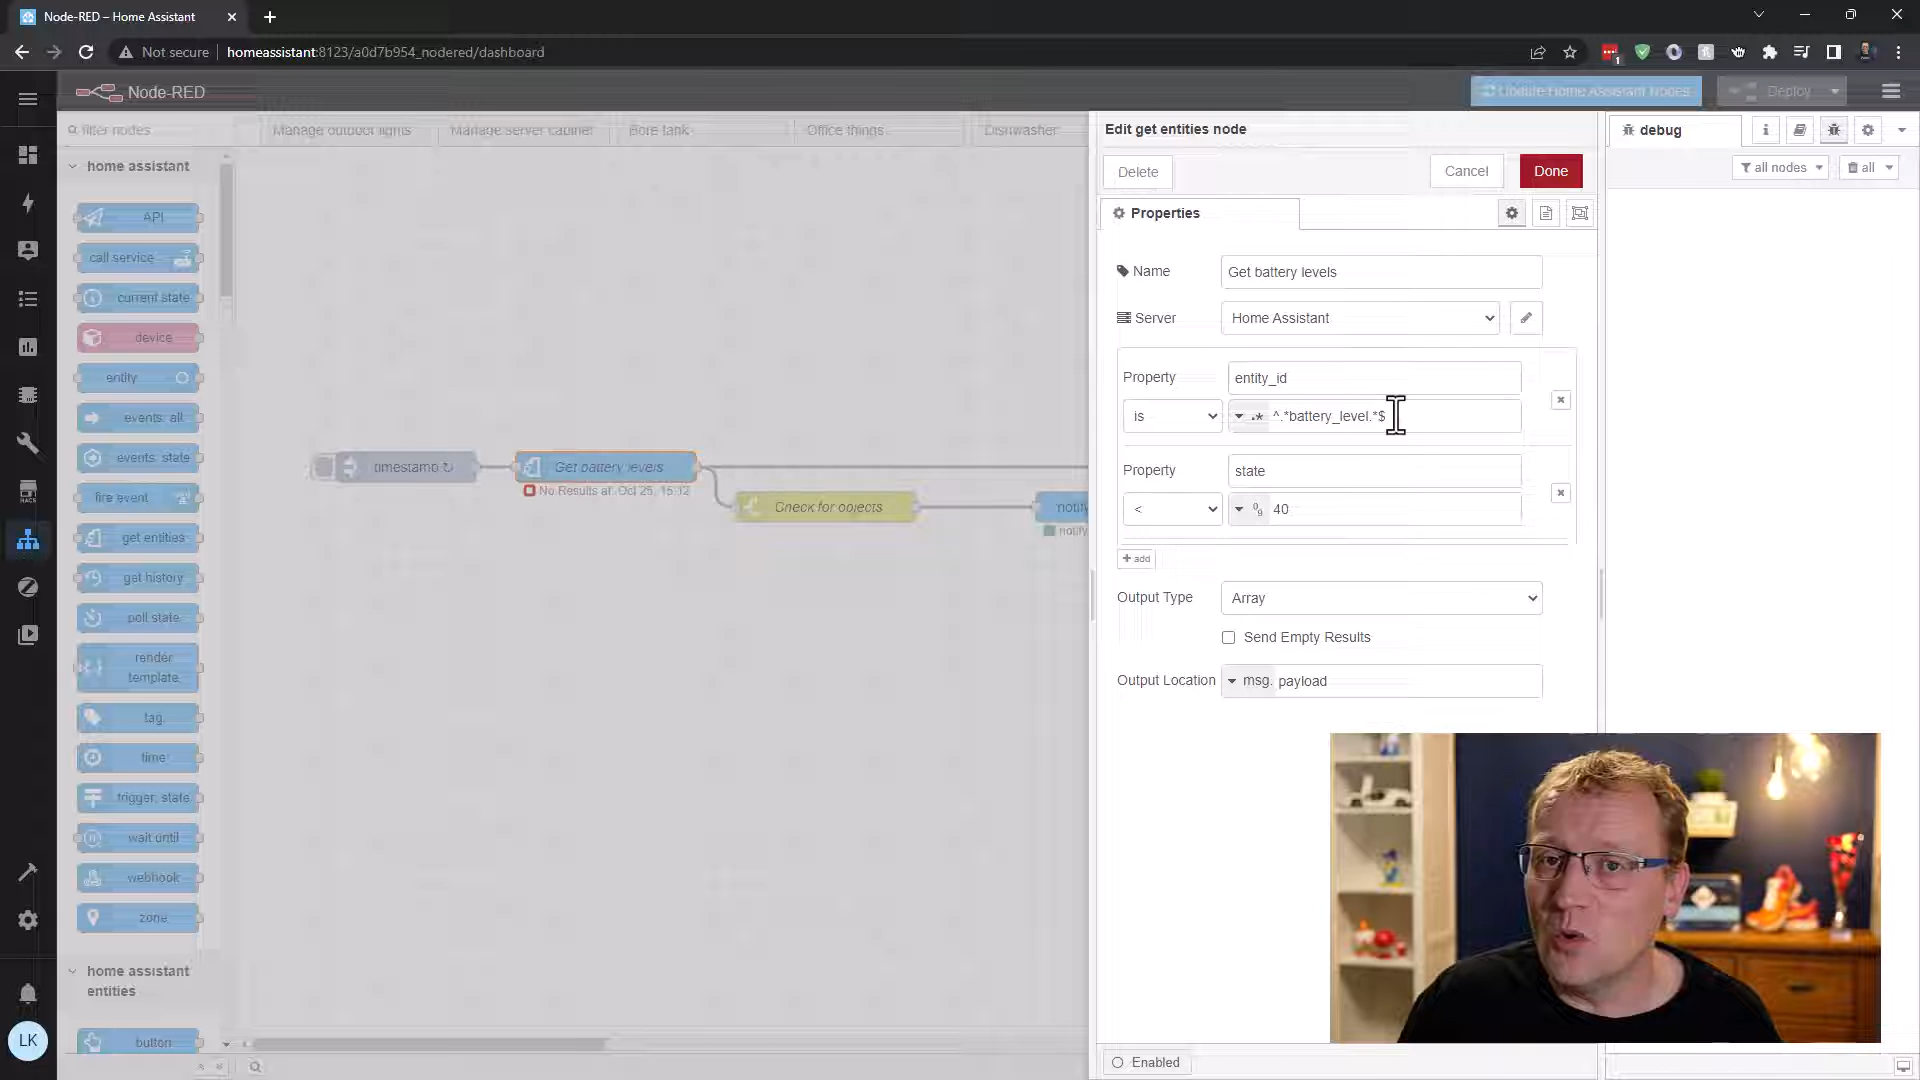 Node-RED – Home Assistant
Not secure
homeassistant:8123/a0d7b954_nodered/dashboard
1
Node-RED
Update Home Assistant Nodes
Deploy
filter nodes
Manage outdoor lights
Manage server cabinet
Bore tank
Office things
Dishwasher
Edit get entities node
debug
Delete
Cancel
Done
all nodes
all
home assistant
Properties
API
call service
current state
device
entity
events: all
events: state
fire event
get entities
get history
poll state
render
template
tag
time
trigger: state
wait until
webhook
zone
home assistant
entities
button
HACS
LK
timestamp ↻
Get battery levels
No Results at: Oct 25, 15:12
Check for objects
notify
notify
Name
Get battery levels
Server
Home Assistant
Property
entity_id
is
.* ^.*battery_level.*$
Property
state
<
09 40
+ add
Output Type
Array
Send Empty Results
Output Location
msg. payload
Enabled